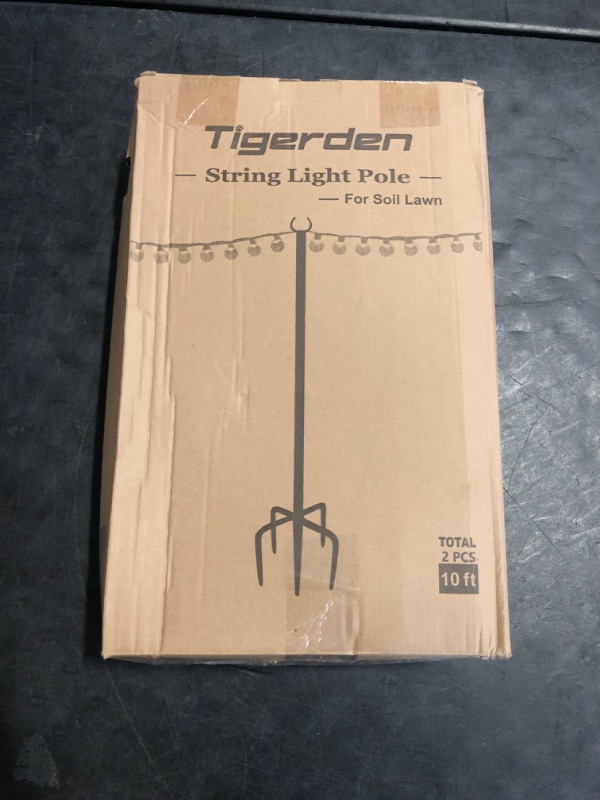 Tigerden
— String Light Pole —
— For Soil Lawn
TOTAL
2 PCS
10 ft